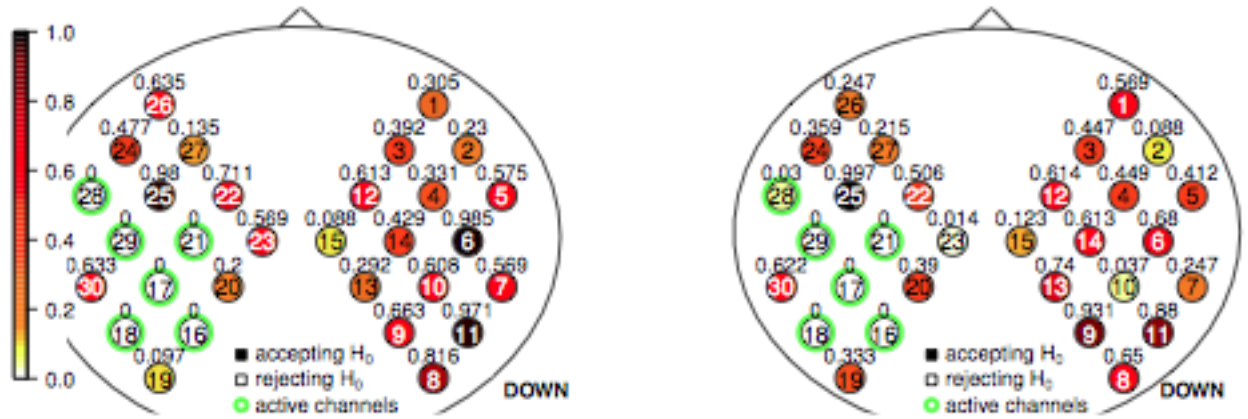 1.0
0.8
0.6
0.4
0.2
0.0
0.635 0.305
26 1
0.477 0.135 0.392 0.23
24 27 3 2
0 0.98 0.711 0.613 0.331 0.575
28 25 22 12 4 5
0 0 0.569 0.088 0.429 0.985
29 21 23 15 14 6
0.633 0 0.2 0.292 0.608 0.569
30 17 20 13 10 7
0 0 0.663 0.971
18 16 9 11
0.097 0.816
19 8
accepting H₀
rejecting H₀
active channels
DOWN
0.247 0.569
26 1
0.359 0.215 0.447 0.088
24 27 3 2
0.03 0.997 0.506 0.614 0.449 0.412
28 25 22 12 4 5
0 0 0.014 0.123 0.613 0.68
29 21 23 15 14 6
0.622 0 0.39 0.74 0.037 0.247
30 17 20 13 10 7
0 0 0.931 0.88
18 16 9 11
0.333 0.65
19 8
accepting H₀
rejecting H₀
active channels
DOWN